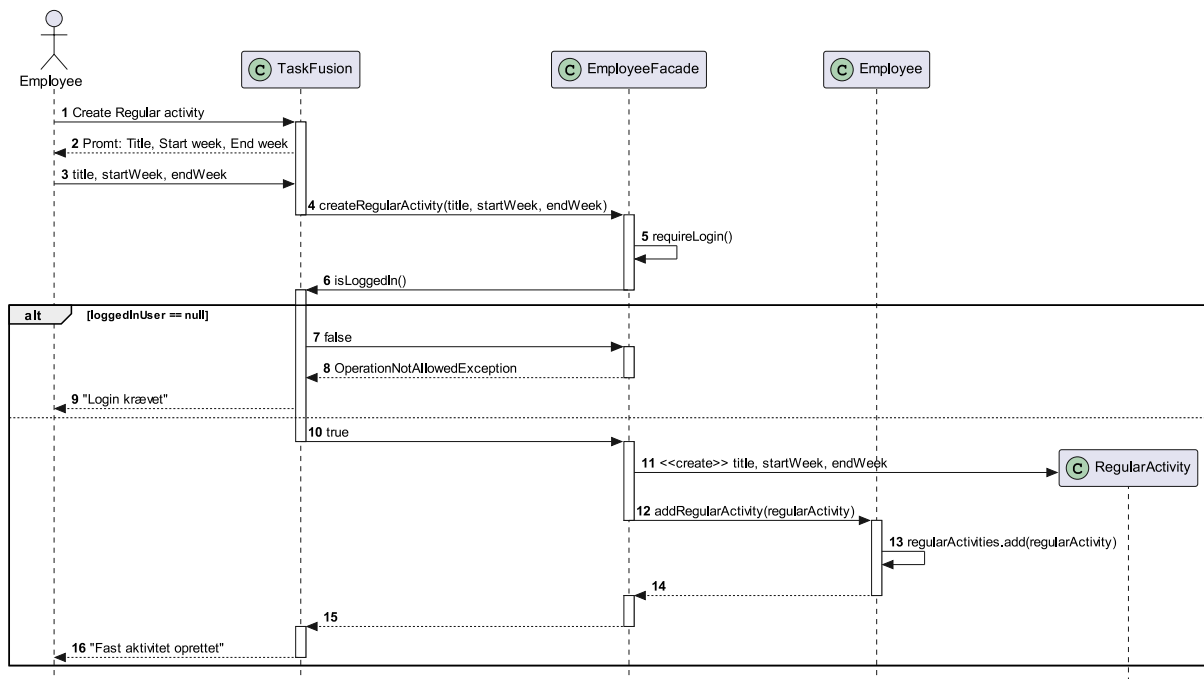 Employee
C TaskFusion
C EmployeeFacade
C Employee
1 Create Regular activity
2 Promt: Title, Start week, End week
3 title, startWeek, endWeek
4 createRegularActivity(title, startWeek, endWeek)
5 requireLogin()
6 isLoggedIn()
alt [loggedInUser == null]
7 false
8 OperationNotAllowedException
9 "Login krævet"
10 true
11 <<create>> title, startWeek, endWeek
C RegularActivity
12 addRegularActivity(regularActivity)
13 regularActivities.add(regularActivity)
14
15
16 "Fast aktivitet oprettet"